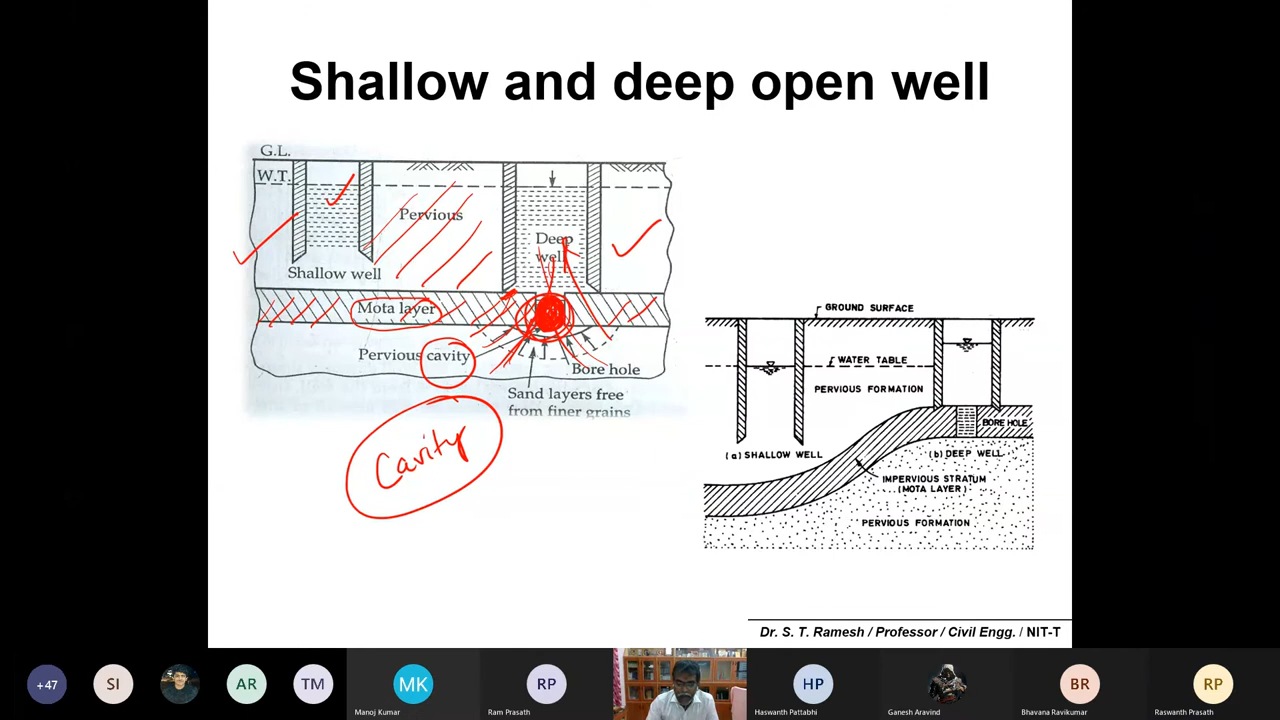 Shallow and deep open well
G.L.
W.T.
Pervious
Deep
well
Shallow well
Mota layer
Pervious cavity
Bore hole
Sand layers free
from finer grains
Cavity
GROUND SURFACE
WATER TABLE
PERVIOUS FORMATION
BORE HOLE
(a) SHALLOW WELL
(b) DEEP WELL
IMPERVIOUS STRATUM
(MOTA LAYER)
PERVIOUS FORMATION
Dr. S. T. Ramesh / Professor / Civil Engg. / NIT-T
+47
SI
AR
TM
MK
RP
HP
BR
RP
Manoj Kumar
Ram Prasath
Haswanth Pattabhi
Ganesh Aravind
Bhavana Ravikumar
Raswanth Prasath